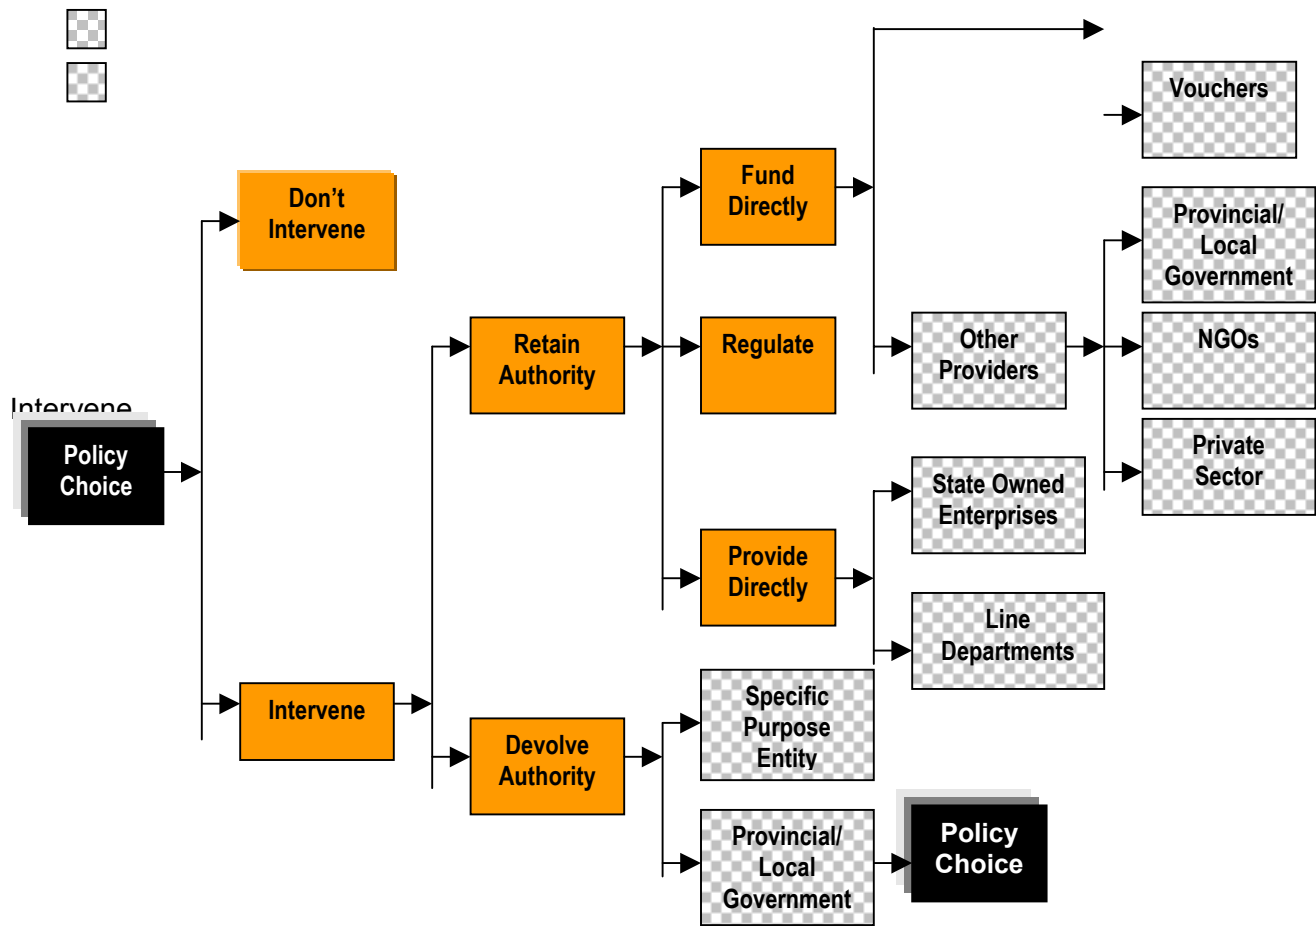 Vouchers
Fund
Directly
Don’t
Intervene
Provincial/
Local
Government
Retain
Authority
Regulate
Other
Providers
NGOs
Intervene
Policy
Choice
Private
Sector
State Owned
Enterprises
Provide
Directly
Line
Departments
Intervene
Devolve
Authority
Specific
Purpose
Entity
Provincial/
Local
Government
Policy
Choice